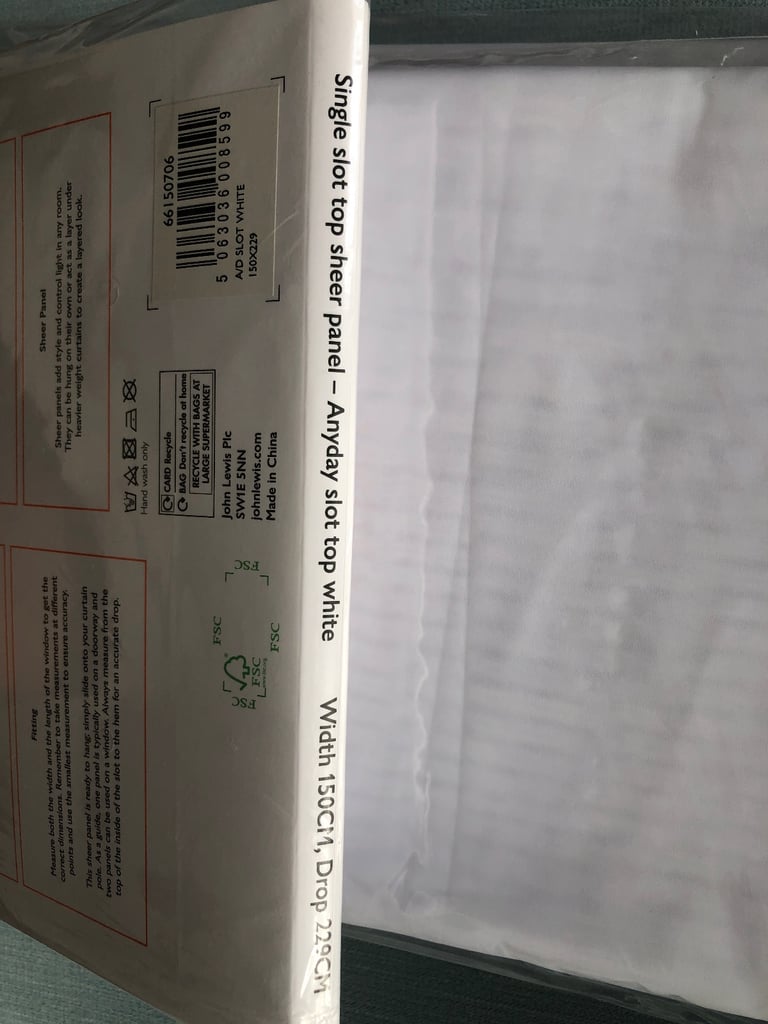 Single slot top sheer panel – Anyday slot top white
Width 150CM, Drop 229CM
66150706
5 063036 008599
A/D SLOT WHITE
150X229
Sheer Panel
Sheer panels add style and control light in any room.
They can be hung on their own or act as a layer under
heavier weight curtains to create a layered look.
Hand wash only
CARD Recycle
BAG Don't recycle at home
RECYCLE WITH BAGS AT
LARGE SUPERMARKET
John Lewis Plc
SW1E 5NN
johnlewis.com
Made in China
FSC
FSC
FSC
FSC
FSC
Fitting
Measure both the width and the length of the window to get the
correct dimensions. Remember to take measurements at different
points and use the smallest measurement to ensure accuracy.
This sheer panel is ready to hang; simply slide onto your curtain
pole. As a guide, one panel is typically used on a doorway and
two panels can be used on a window. Always measure from the
top of the inside of the slot to the hem for an accurate drop.